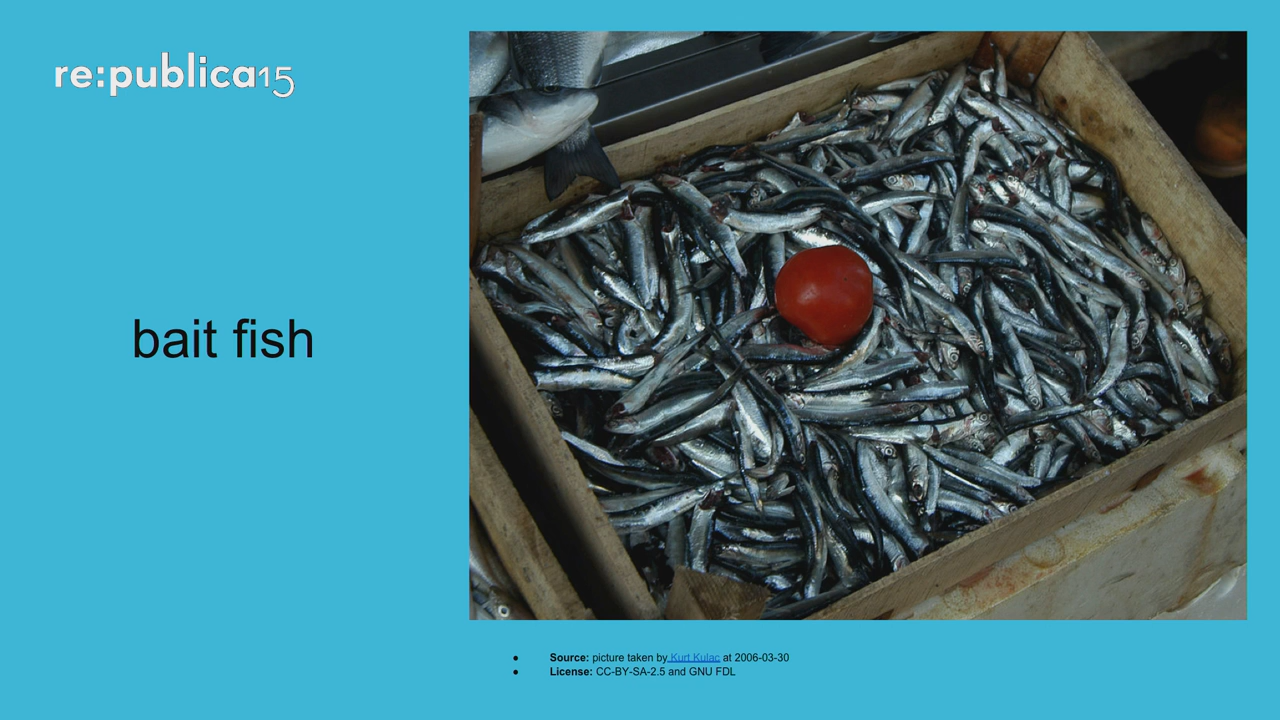 re:publica15
bait fish
● Source: picture taken by Kurt Kulac at 2006-03-30
● License: CC-BY-SA-2.5 and GNU FDL